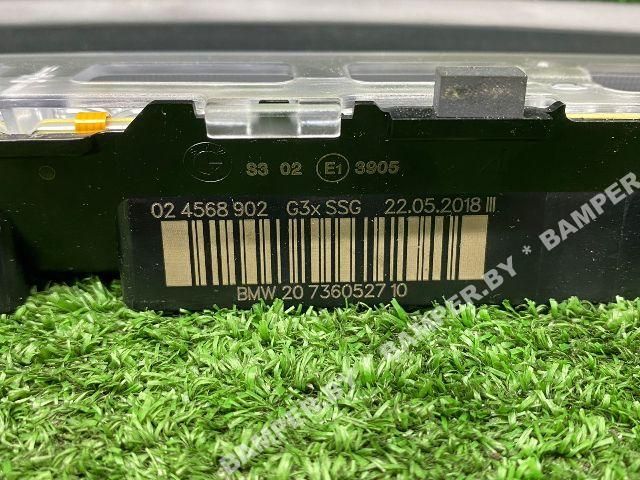 S3 02 E1 3905
02 4568 902 G3x SSG 22.05.2018 III
BMW 20 7360527 10
BAMPER.BY * BAMPER.BY * BAMPER.BY * BAMPER